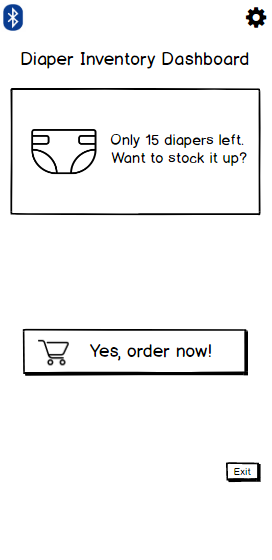 Diaper Inventory Dashboard
Only 15 diapers left.
Want to stock it up?
Yes, order now!
Exit